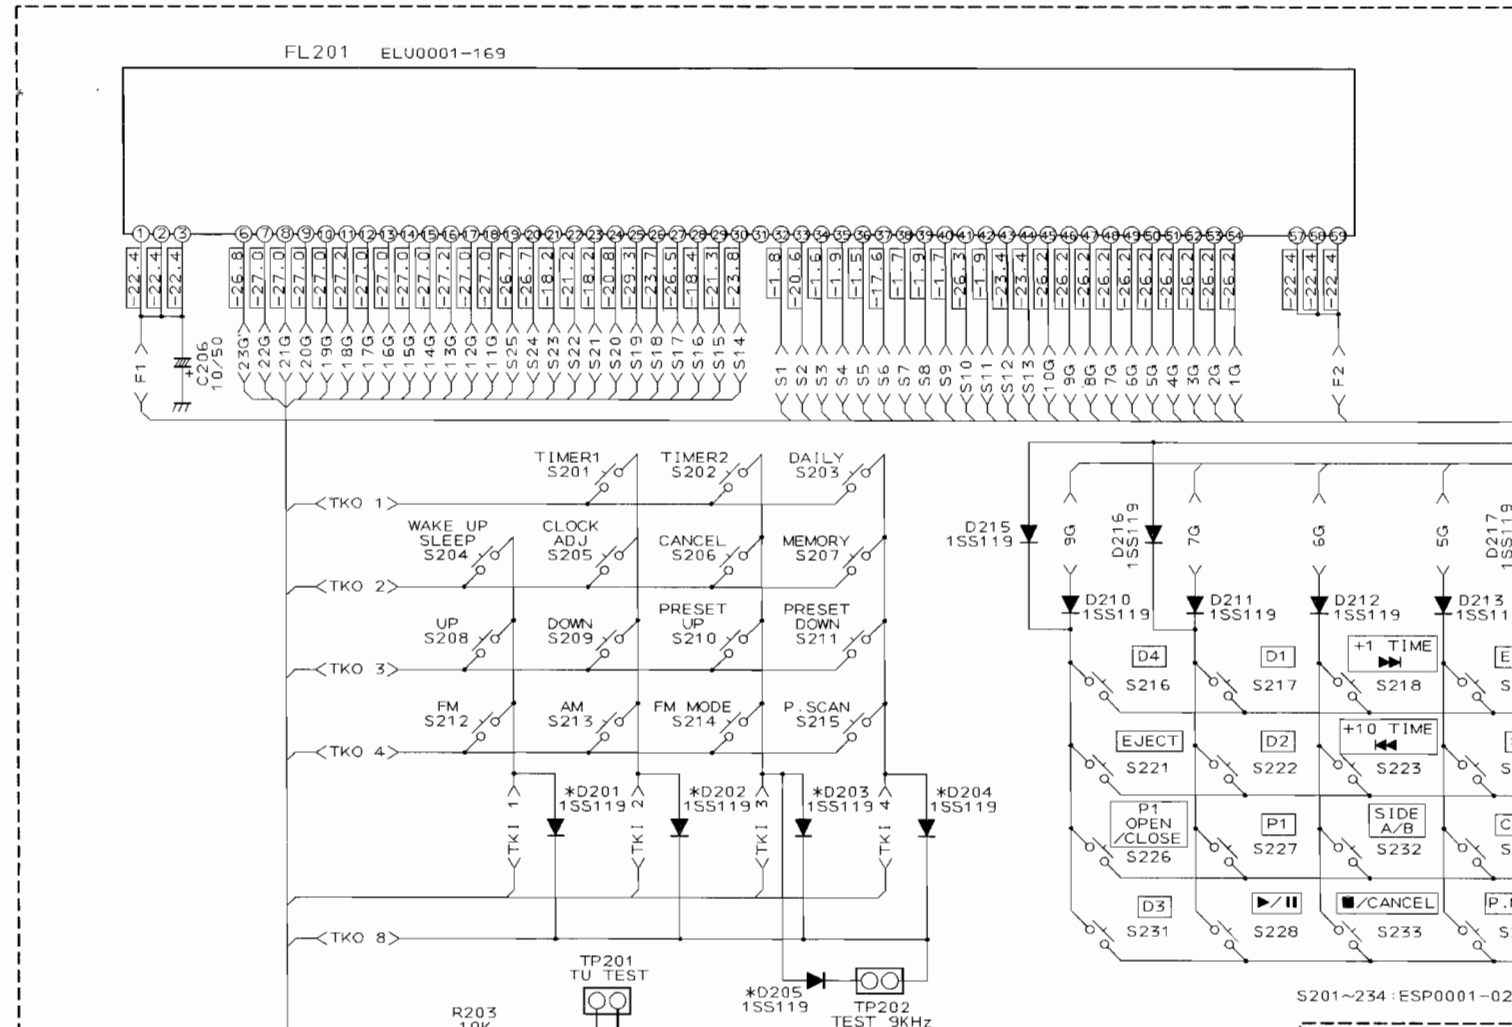 FL201 ELU0001-169
1 2 3 6 7 8 9 10 11 12 13 14 15 16 17 18 19 20 21 22 23 24 25 26 27 28 29 30 31 32 33 34 35 36 37 38 39 40 41 42 43 44 45 46 47 48 49 50 51 52 53 54 57 58 59
-22.4 -22.4 -22.4 -26.8 -27.0 -27.0 -27.0 -27.0 -27.2 -27.0 -27.0 -27.0 -27.0 -27.2 -27.0 -27.0 -26.7 -26.7 -18.2 -21.2 -18.2 -20.8 -29.3 -23.7 -26.5 -18.4 -21.3 -23.8 -1.8 -20.6 -1.6 -1.9 -1.5 -17.6 -1.7 -1.9 -1.7 -26.3 -1.9 -23.4 -23.4 -26.2 -26.2 -26.2 -26.2 -26.2 -26.2 -26.2 -26.2 -26.2 -26.2 -22.4 -22.4 -22.4
F1 C206 10/50 23G 22G 21G 20G 19G 18G 17G 16G 15G 14G 13G 12G 11G S25 S24 S23 S22 S21 S20 S19 S18 S17 S16 S15 S14 S1 S2 S3 S4 S5 S6 S7 S8 S9 S10 S11 S12 S13 10G 9G 8G 7G 6G 5G 4G 3G 2G 1G F2
TIMER1 TIMER2 DAILY
S201 S202 S203
TKO 1
WAKE UP CLOCK
SLEEP ADJ CANCEL MEMORY
S204 S205 S206 S207
TKO 2
PRESET PRESET
UP DOWN UP DOWN
S208 S209 S210 S211
TKO 3
FM AM FM MODE P.SCAN
S212 S213 S214 S215
TKO 4
*D201 *D202 *D203 *D204
1SS119 1SS119 1SS119 1SS119
TKI 1 TKI 2 TKI 3 TKI 4
TKO 8
TP201
TU TEST
*D205
1SS119
TP202
TEST 9KHz
R203
10K
D215
1SS119
9G
D216
1SS119
7G 6G 5G
D217
1SS119
D210 D211 D212 D213
1SS119 1SS119 1SS119 1SS11
D4 D1 +1 TIME E
S216 S217 S218 S
EJECT D2 +10 TIME
S221 S222 S223 S
P1
OPEN
/CLOSE
P1 SIDE
A/B
C
S226 S227 S232 S
D3 ▶/II ■/CANCEL P.
S231 S228 S233 S
S201~234:ESP0001-02